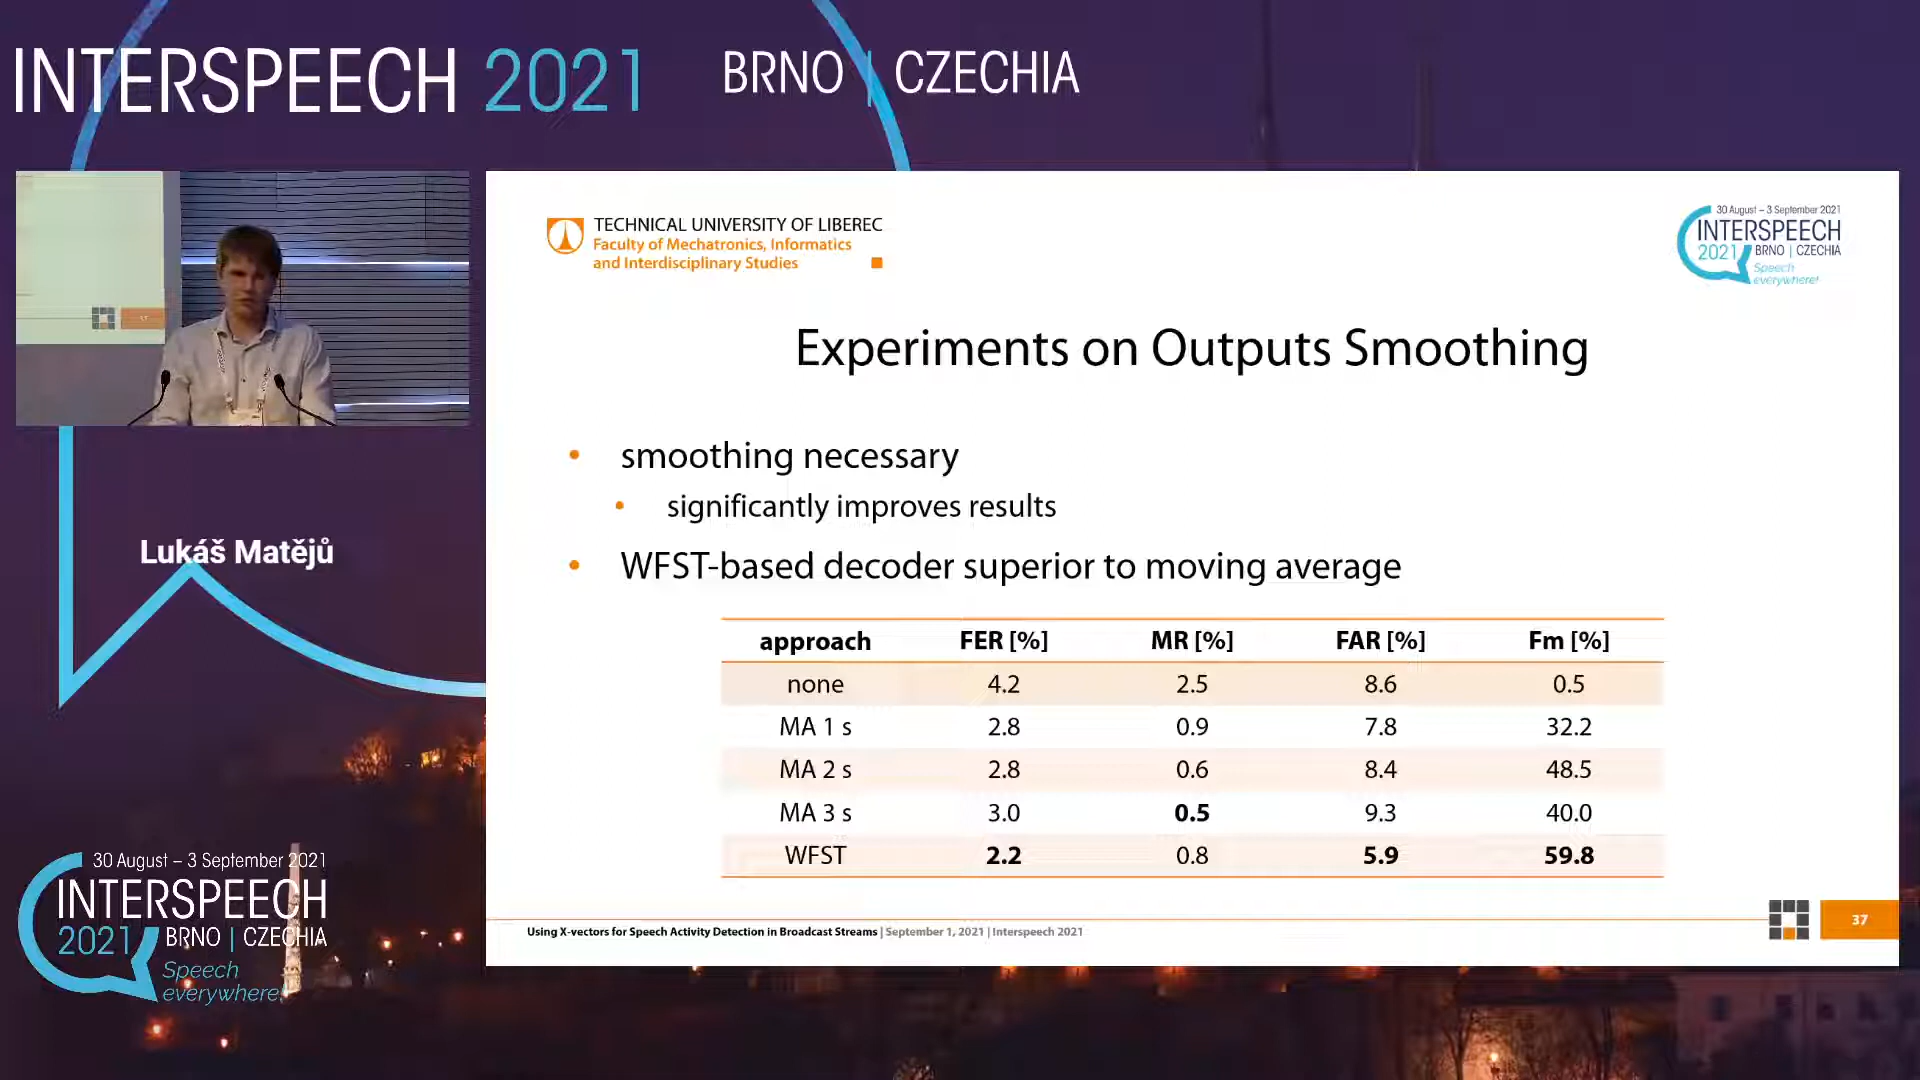 INTERSPEECH 2021 BRNO | CZECHIA
TECHNICAL UNIVERSITY OF LIBEREC
Faculty of Mechatronics, Informatics
and Interdisciplinary Studies
30 August – 3 September 2021
INTERSPEECH
2021 BRNO | CZECHIA
Speech
everywhere!
Experiments on Outputs Smoothing
• smoothing necessary
• significantly improves results
• WFST-based decoder superior to moving average
approach FER [%] MR [%] FAR [%] Fm [%]
none 4.2 2.5 8.6 0.5
MA 1 s 2.8 0.9 7.8 32.2
MA 2 s 2.8 0.6 8.4 48.5
MA 3 s 3.0 0.5 9.3 40.0
WFST 2.2 0.8 5.9 59.8
Using X-vectors for Speech Activity Detection in Broadcast Streams | September 1, 2021 | Interspeech 2021
37
Lukáš Matějů
30 August – 3 September 2021
INTERSPEECH
2021 BRNO | CZECHIA
Speech
everywhere!